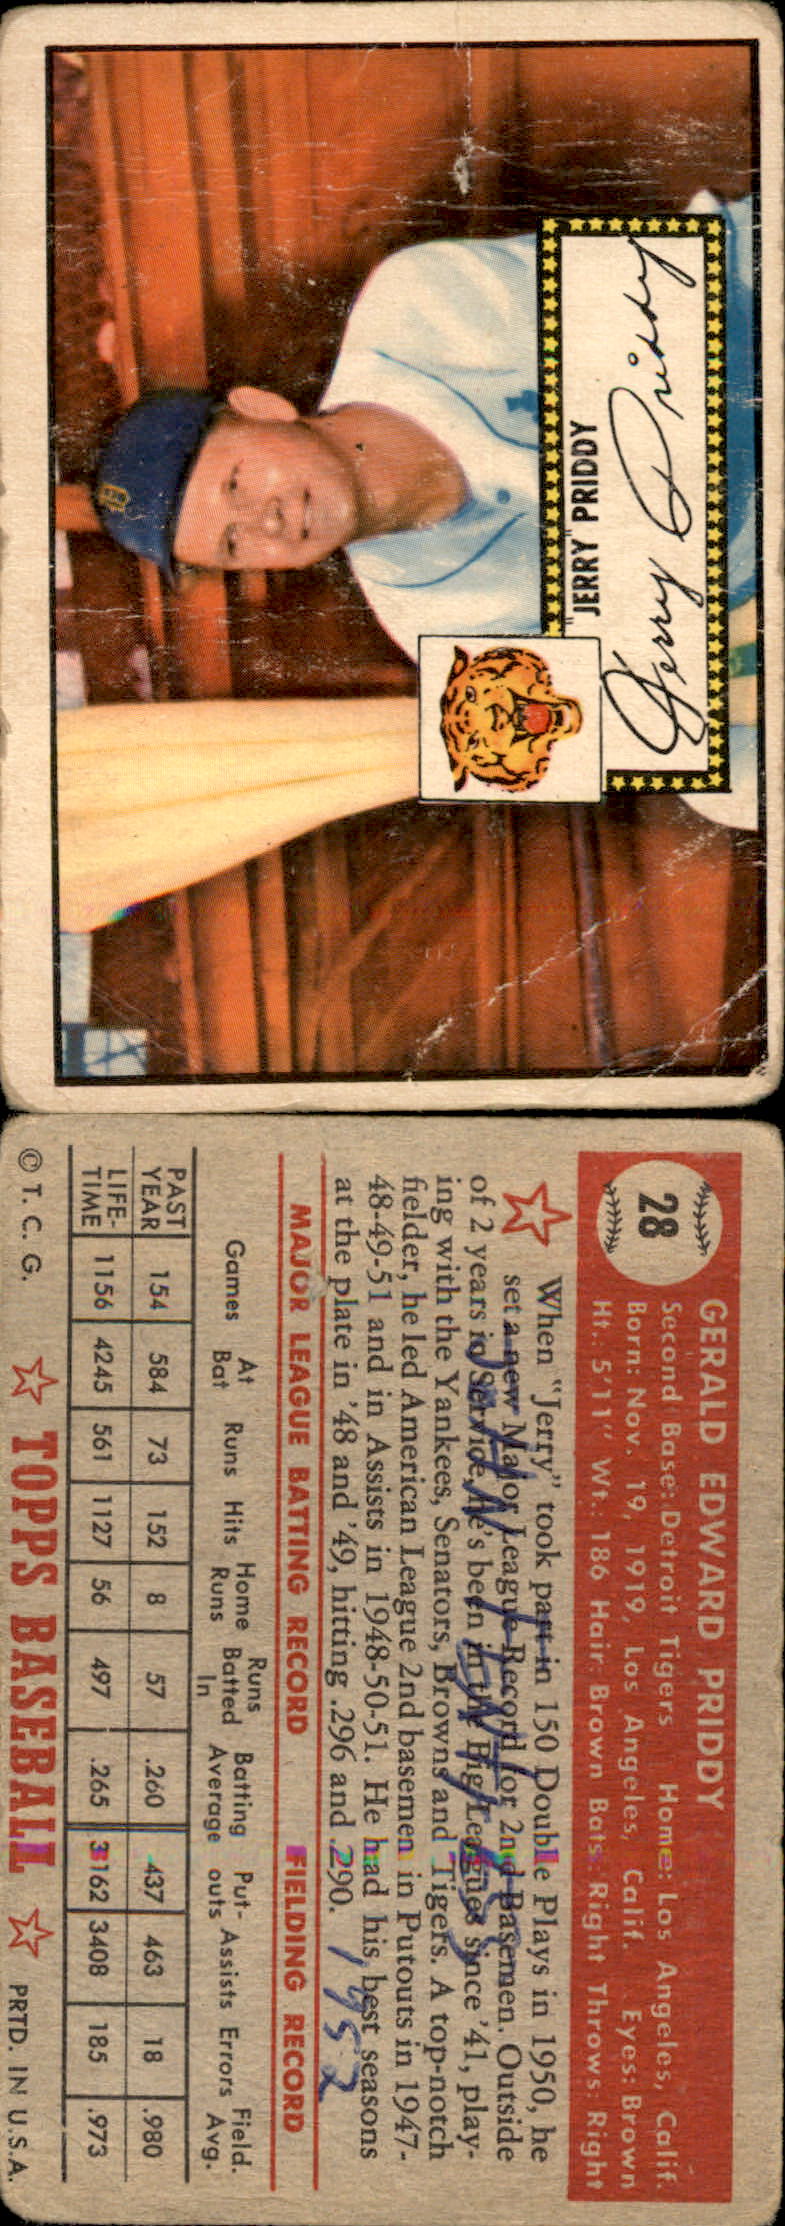 Jerry Priddy
"JERRY" PRIDDY
28
GERALD EDWARD PRIDDY
Second Base: Detroit Tigers Home: Los Angeles, Calif.
Born: Nov. 19, 1919, Los Angeles, Calif. Eyes: Brown
Ht.: 5'11" Wt.: 186 Hair: Brown Bats: Right Throws: Right
When "Jerry" took part in 150 Double Plays in 1950, he
set a new Major League Record for 2nd Basemen. Outside
of 2 years in Service, he's been in the Big Leagues since '41, play-
ing with the Yankees, Senators, Browns and Tigers. A top-notch
fielder, he led American League 2nd basemen in Putouts in 1947-
48-49-51 and in Assists in 1948-50-51. He had his best seasons
at the plate in '48 and '49, hitting .296 and .290. 1952
MAJOR LEAGUE BATTING RECORD FIELDING RECORD
Games At Bat Runs Hits Home Runs Runs Batted In Batting Average Put-outs Assists Errors Field. Avg.
PAST YEAR 154 584 73 152 8 57 .260 437 463 18 .980
LIFE-TIME 1156 4245 561 1127 56 497 .265 3162 3408 185 .973
© T. C. G. TOPPS BASEBALL PRTD. IN U.S.A.